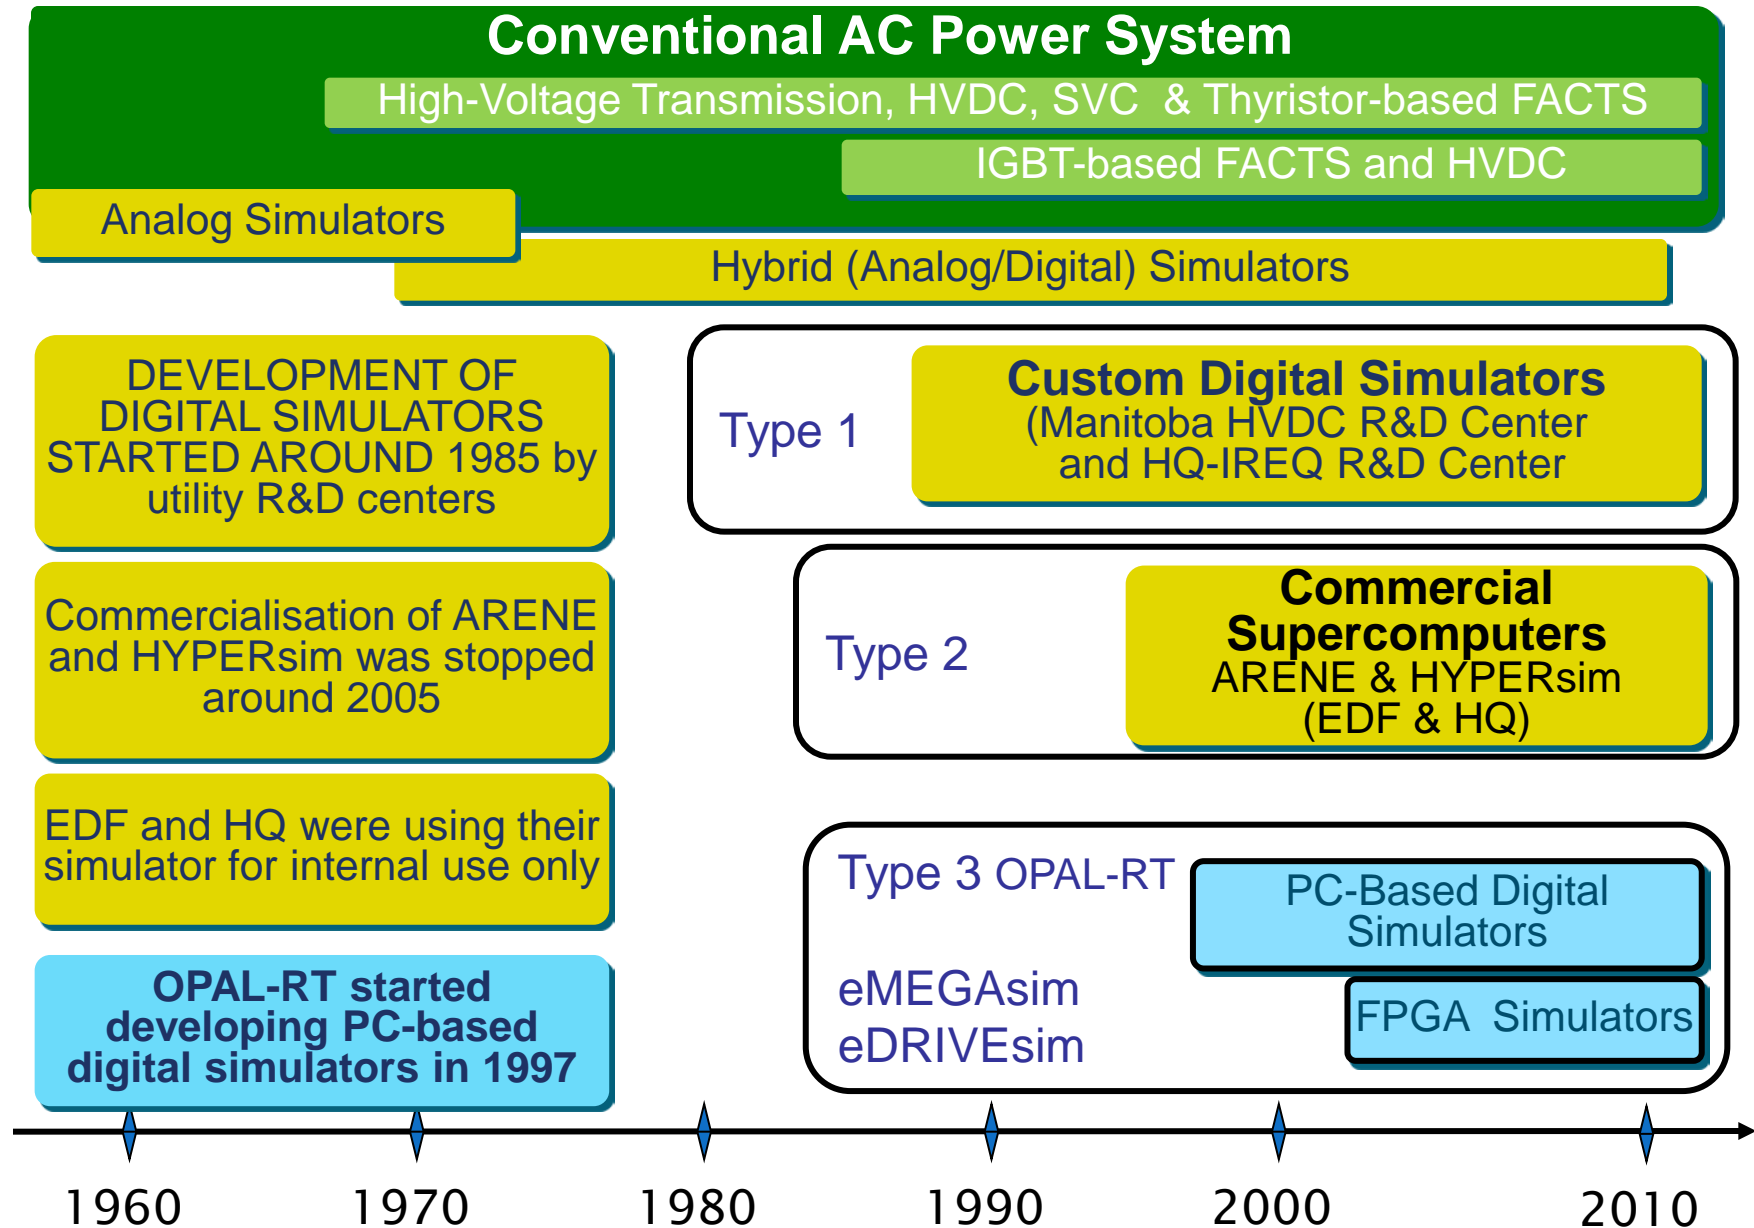 Conventional AC Power System
High-Voltage Transmission, HVDC, SVC & Thyristor-based FACTS
IGBT-based FACTS and HVDC
Analog Simulators
Hybrid (Analog/Digital) Simulators
DEVELOPMENT OF
DIGITAL SIMULATORS
STARTED AROUND 1985 by
utility R&D centers
Type 1
Custom Digital Simulators
(Manitoba HVDC R&D Center
and HQ-IREQ R&D Center
Commercialisation of ARENE
and HYPERsim was stopped
around 2005
Type 2
Commercial
Supercomputers
ARENE & HYPERsim
(EDF & HQ)
EDF and HQ were using their
simulator for internal use only
Type 3 OPAL-RT
eMEGAsim
eDRIVEsim
PC-Based Digital
Simulators
FPGA Simulators
OPAL-RT started
developing PC-based
digital simulators in 1997
1960 1970 1980 1990 2000 2010